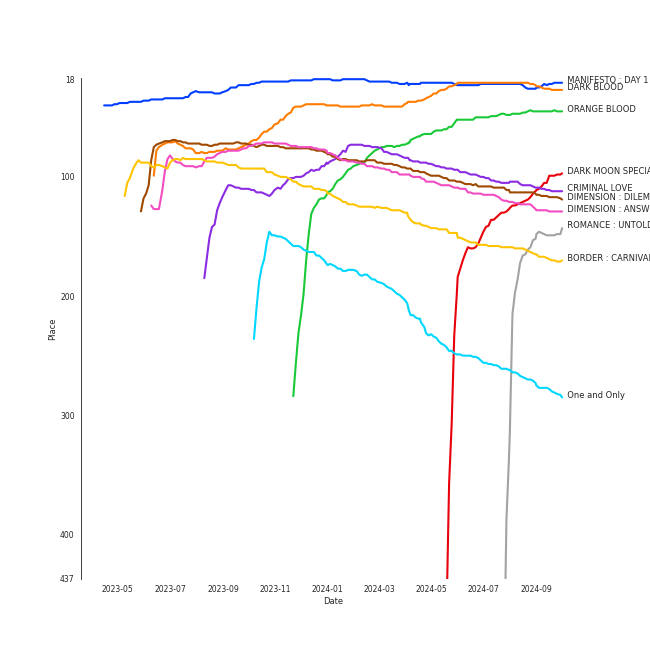 18
100
200
300
400
437
Place
2023-05
2023-07
2023-09
2023-11
2024-01
2024-03
2024-05
2024-07
2024-09
Date
MANIFESTO : DAY 1
DARK BLOOD
ORANGE BLOOD
DARK MOON SPECIA
CRIMINAL LOVE
DIMENSION : DILEM
DIMENSION : ANSW
ROMANCE : UNTOLD
BORDER : CARNIVAL
One and Only